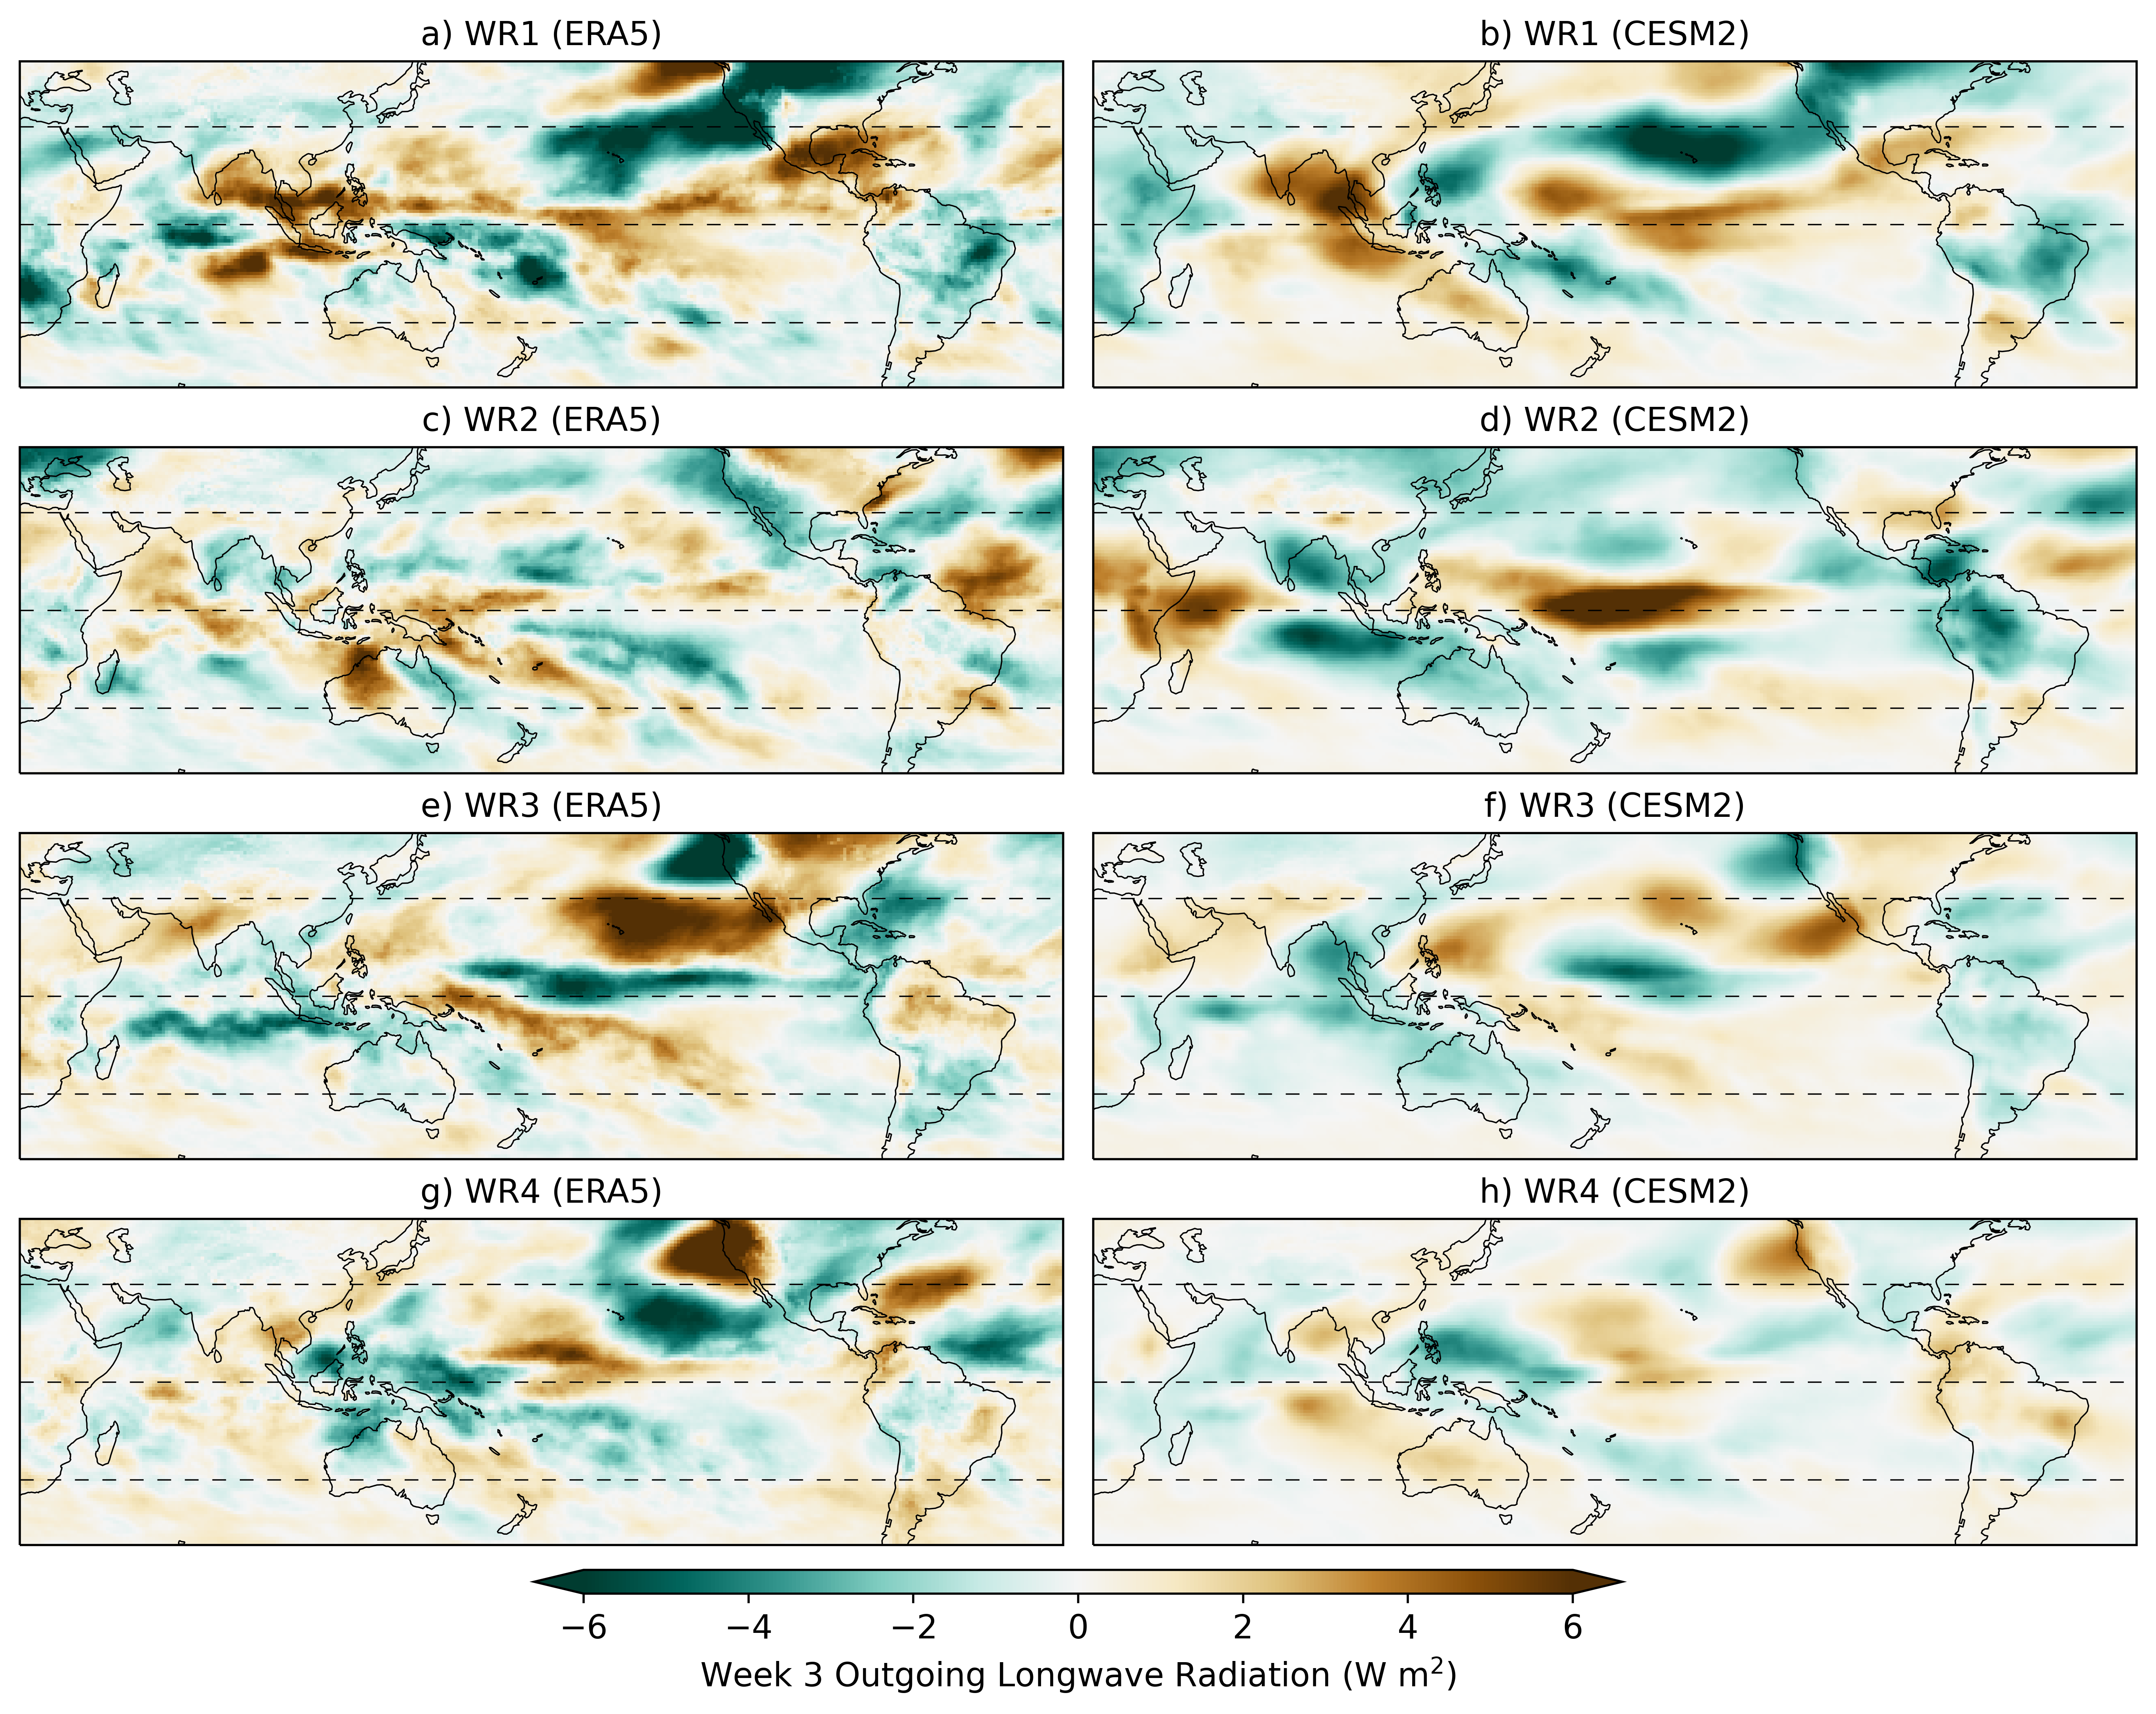 a) WR1 (ERA5)
b) WR1 (CESM2)
c) WR2 (ERA5)
d) WR2 (CESM2)
e) WR3 (ERA5)
f) WR3 (CESM2)
g) WR4 (ERA5)
h) WR4 (CESM2)
−6 −4 −2 0 2 4 6
Week 3 Outgoing Longwave Radiation (W m²)